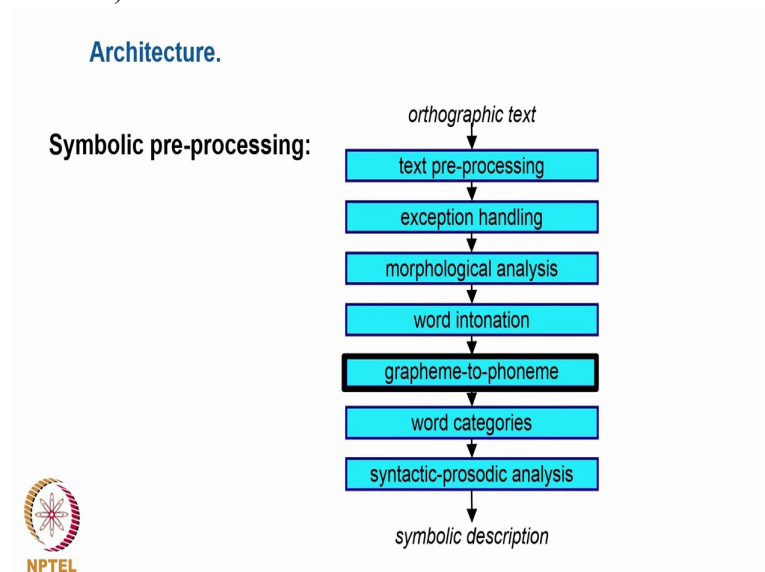 Architecture.
Symbolic pre-processing:
orthographic text
text pre-processing
exception handling
morphological analysis
word intonation
grapheme-to-phoneme
word categories
syntactic-prosodic analysis
symbolic description
NPTEL